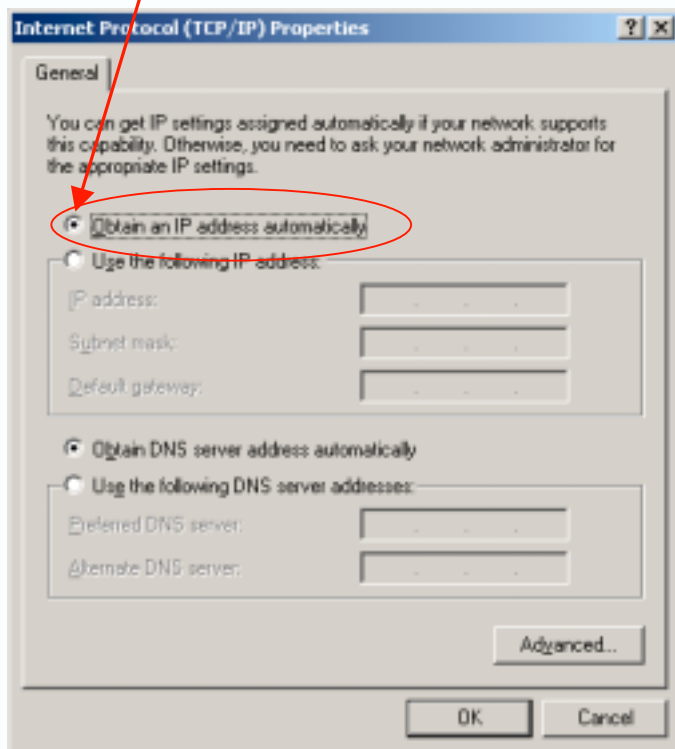 Internet Protocol (TCP/IP) Properties
General
You can get IP settings assigned automatically if your network supports
this capability. Otherwise, you need to ask your network administrator for
the appropriate IP settings.
Obtain an IP address automatically
Use the following IP address:
IP address:
Subnet mask:
Default gateway:
Obtain DNS server address automatically
Use the following DNS server addresses:
Preferred DNS server:
Alternate DNS server:
Advanced...
OK Cancel